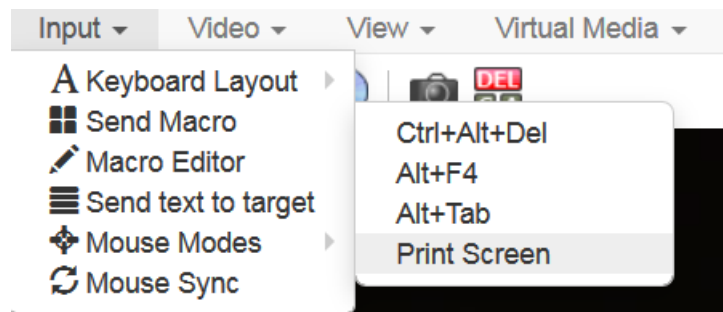 Input Video View Virtual Media
A Keyboard Layout
Send Macro
Macro Editor
Send text to target
Mouse Modes
Mouse Sync
DEL
Ctrl+Alt+Del
Alt+F4
Alt+Tab
Print Screen